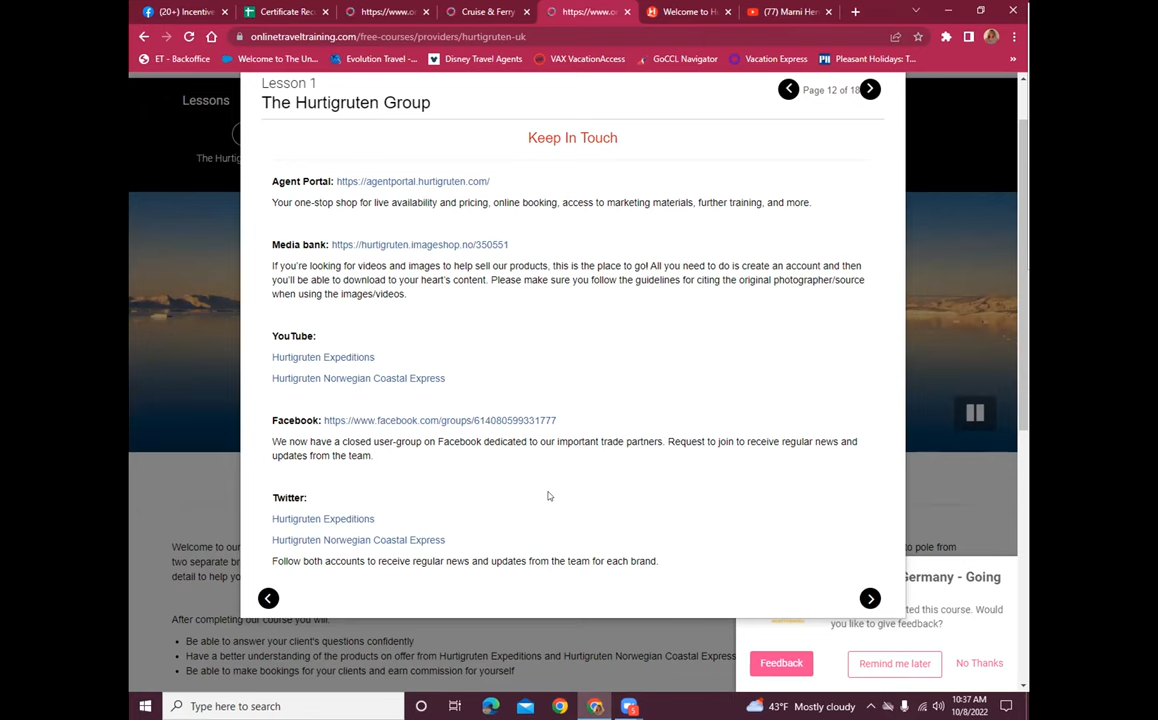 (20+) Incentive
Certificate Rec
https://www.or
Cruise & Ferry
https://www.or
Welcome to H
(77) Marni Her
onlinetraveltraining.com/free-courses/providers/hurtigruten-uk
ET - Backoffice
Welcome to The Un...
Evolution Travel -...
Disney Travel Agents
VAX VacationAccess
GoCCL Navigator
Vacation Express
Pleasant Holidays: T...
Lessons
The Hurtig
Lesson 1
The Hurtigruten Group
Page 12 of 18
Keep In Touch
Agent Portal: https://agentportal.hurtigruten.com/
Your one-stop shop for live availability and pricing, online booking, access to marketing materials, further training, and more.
Media bank: https://hurtigruten.imageshop.no/350551
If you're looking for videos and images to help sell our products, this is the place to go! All you need to do is create an account and then
you'll be able to download to your heart's content. Please make sure you follow the guidelines for citing the original photographer/source
when using the images/videos.
YouTube:
Hurtigruten Expeditions
Hurtigruten Norwegian Coastal Express
Facebook: https://www.facebook.com/groups/614080599331777
We now have a closed user-group on Facebook dedicated to our important trade partners. Request to join to receive regular news and
updates from the team.
Twitter:
Hurtigruten Expeditions
Hurtigruten Norwegian Coastal Express
Follow both accounts to receive regular news and updates from the team for each brand.
Welcome to our
two separate br
detail to help yo
to pole from
After completing our course you will:
Be able to answer your client's questions confidently
Have a better understanding of the products on offer from Hurtigruten Expeditions and Hurtigruten Norwegian Coastal Express
Be able to make bookings for your clients and earn commission for yourself
Germany - Going
ted this course. Would
you like to give feedback?
Feedback
Remind me later
No Thanks
Type here to search
43°F Mostly cloudy
10:37 AM
10/8/2022